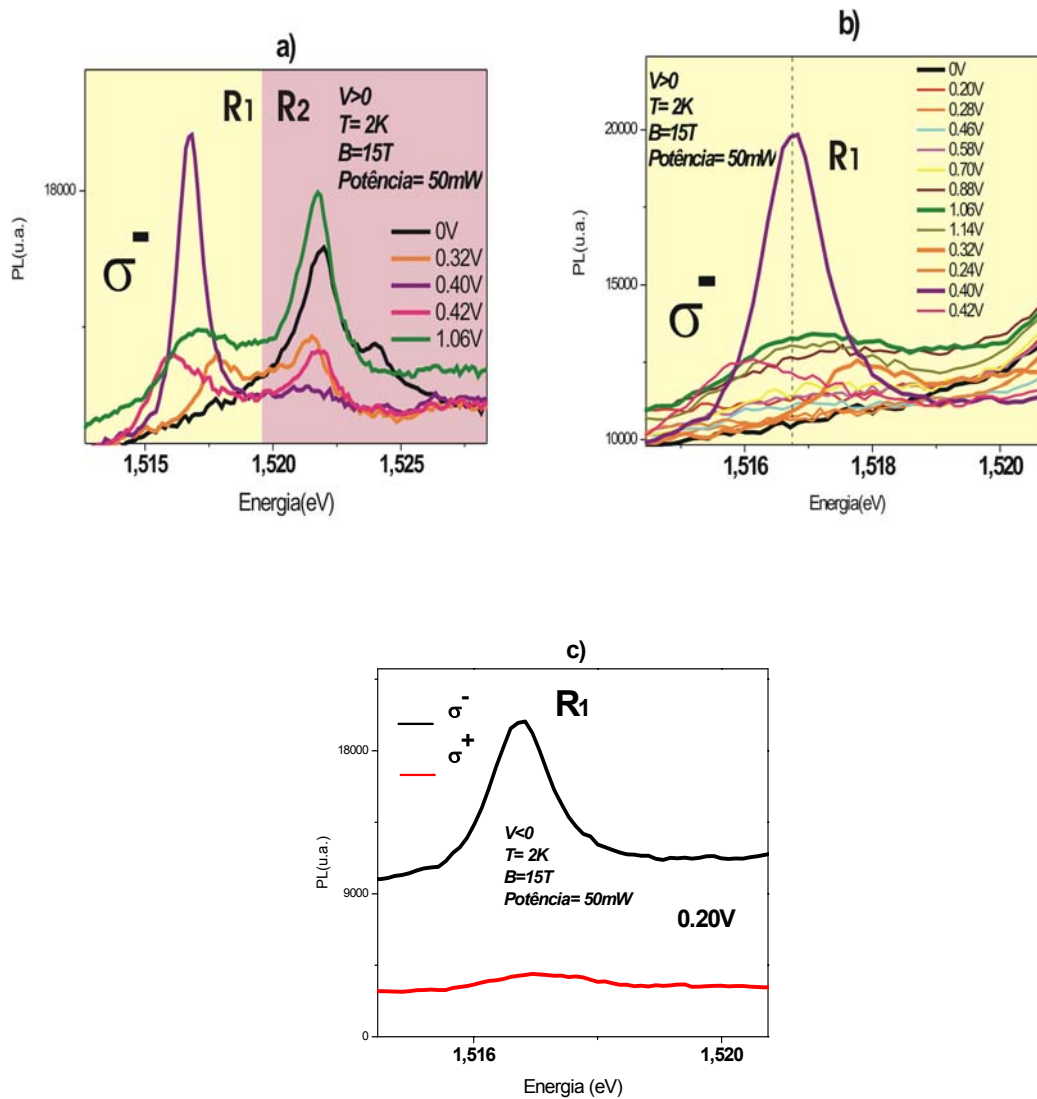 a)
R1 R2
V>0
T= 2K
B=15T
Potência= 50mW
18000
PL(u.a.)
σ-
0V
0.32V
0.40V
0.42V
1.06V
1,515 1,520 1,525
Energia(eV)
b)
V>0
T= 2K
B=15T
Potência= 50mW
R1
0V
0.20V
0.28V
0.46V
0.58V
0.70V
0.88V
1.06V
1.14V
0.32V
0.24V
0.40V
0.42V
20000
15000
10000
PL(u.a.)
σ-
1,516 1,518 1,520
Energia(eV)
c)
σ-
σ+
R1
18000
9000
0
PL(u.a.)
V<0
T= 2K
B=15T
Potência= 50mW
0.20V
1,516 1,520
Energia (eV)